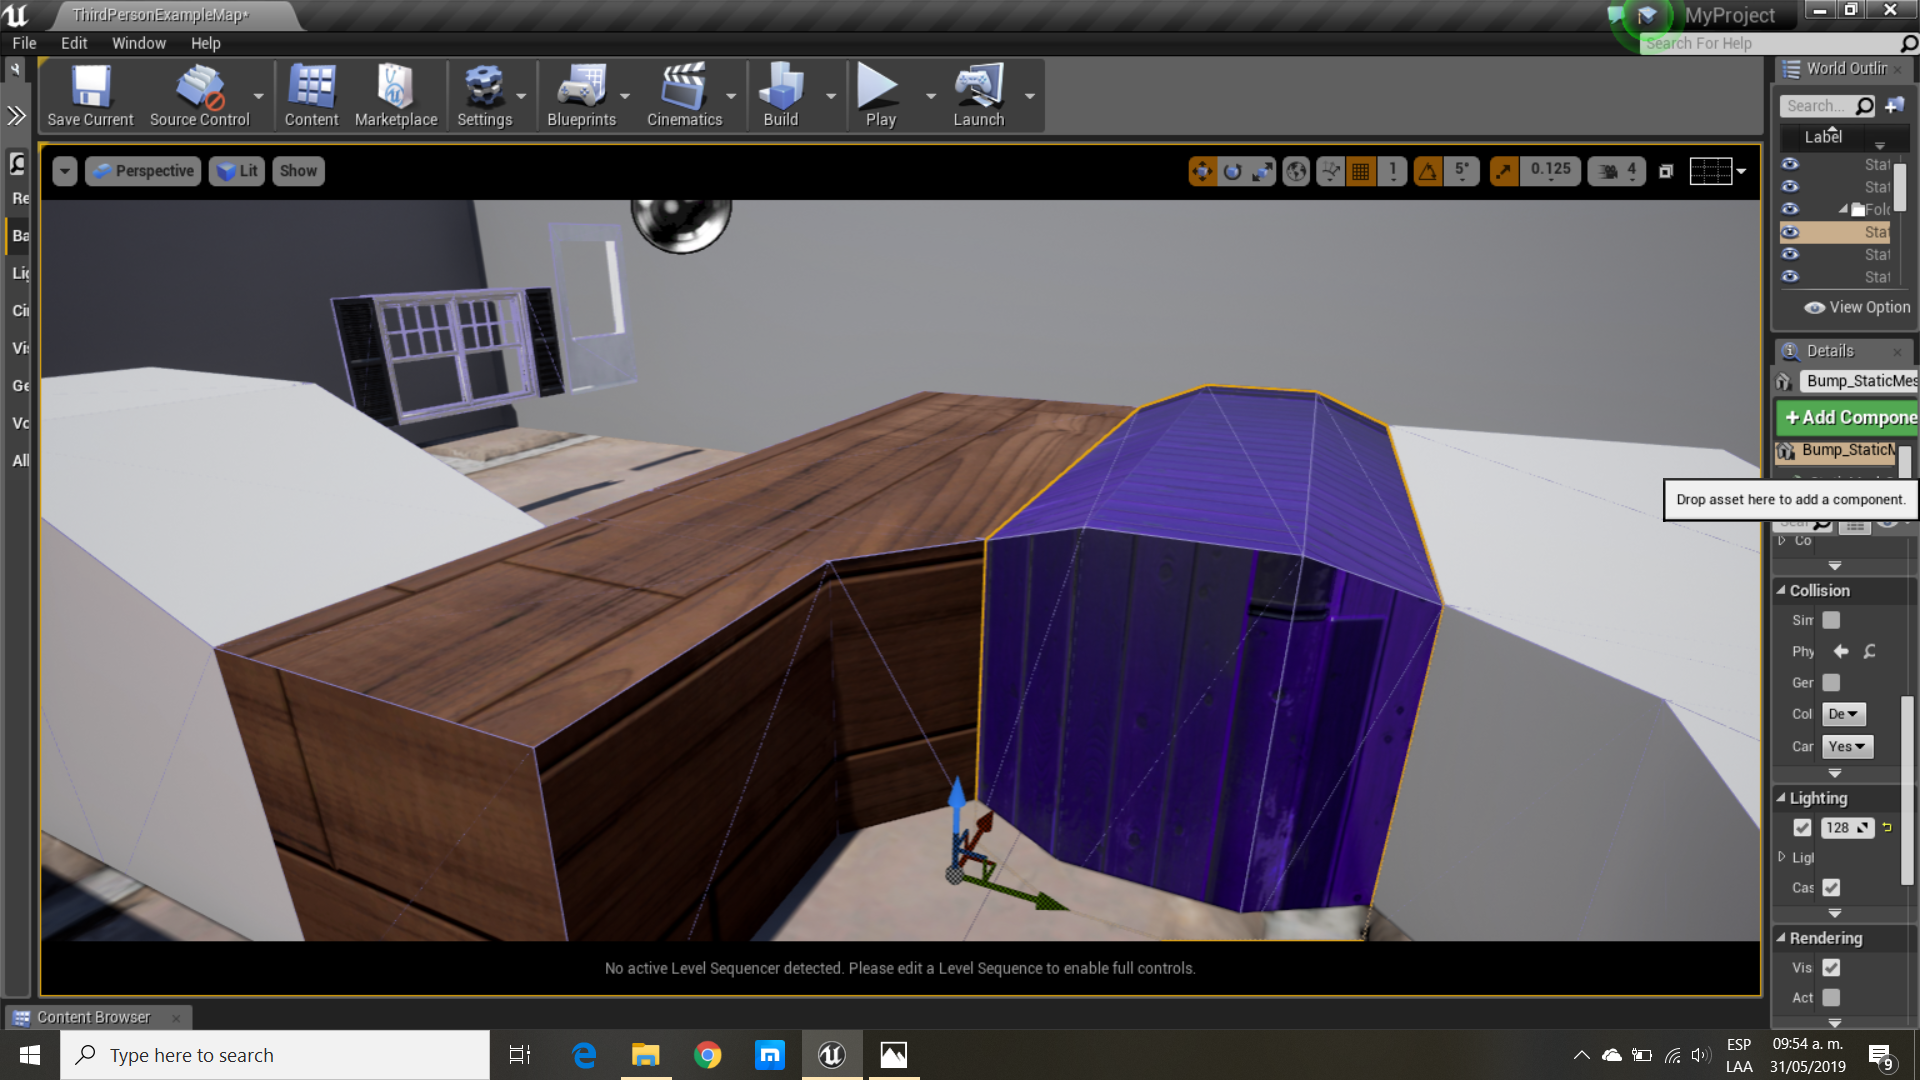 ThirdPersonExampleMap*
MyProject
File Edit Window Help
Search For Help
Save Current Source Control Content Marketplace Settings Blueprints Cinematics Build Play Launch
World Outlin
Search...
Label
Perspective Lit Show
1 5° 0.125 4
Stat
Stat
Fold
Stat
Stat
Stat
View Option
Re
Ba
Lig
Cin
Vis
Ge
Vo
All
Details
Bump_StaticMes
+Add Compone
Bump_StaticM
Drop asset here to add a component.
Co
Collision
Sim
Phy
Ger
Col De
Car Yes
Lighting
128
Ligl
Cas
Rendering
Vis
Act
No active Level Sequencer detected. Please edit a Level Sequence to enable full controls.
Content Browser
Type here to search
ESP
LAA
09:54 a. m.
31/05/2019
9